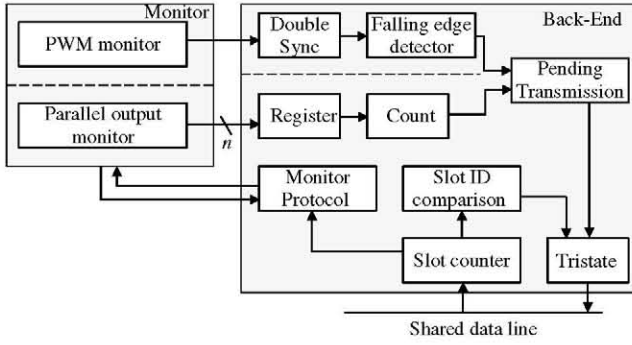 Monitor
Back-End
PWM monitor
Double
Sync
Falling edge
detector
Pending
Transmission
Parallel output
monitor
n
Register
Count
Monitor
Protocol
Slot ID
comparison
Slot counter
Tristate
Shared data line